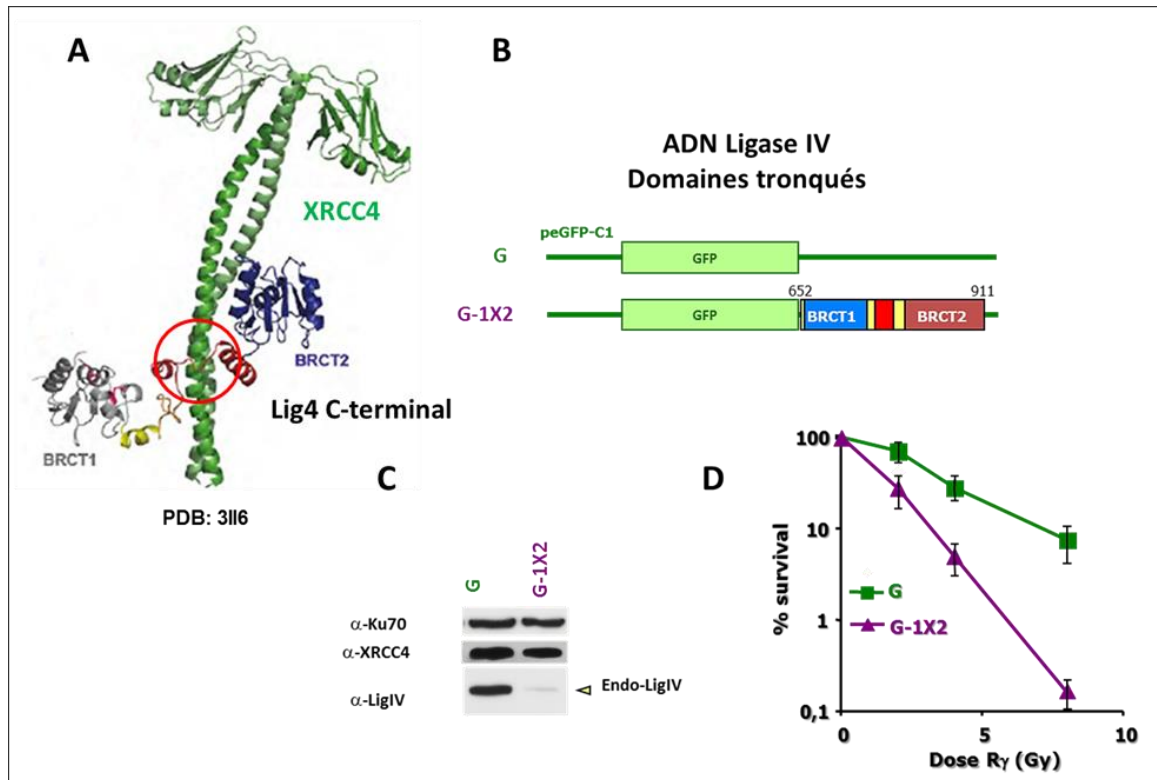 A
XRCC4
BRCT2
Lig4 C-terminal
BRCT1
PDB: 3II6
B
ADN Ligase IV
Domaines tronqués
peGFP-C1
G
GFP
652
911
G-1X2
GFP
BRCT1
BRCT2
C
G
G-1X2
α-Ku70
α-XRCC4
α-LigIV
Endo-LigIV
D
100
10
1
0,1
% survival
G
G-1X2
0
5
10
Dose Rγ (Gy)